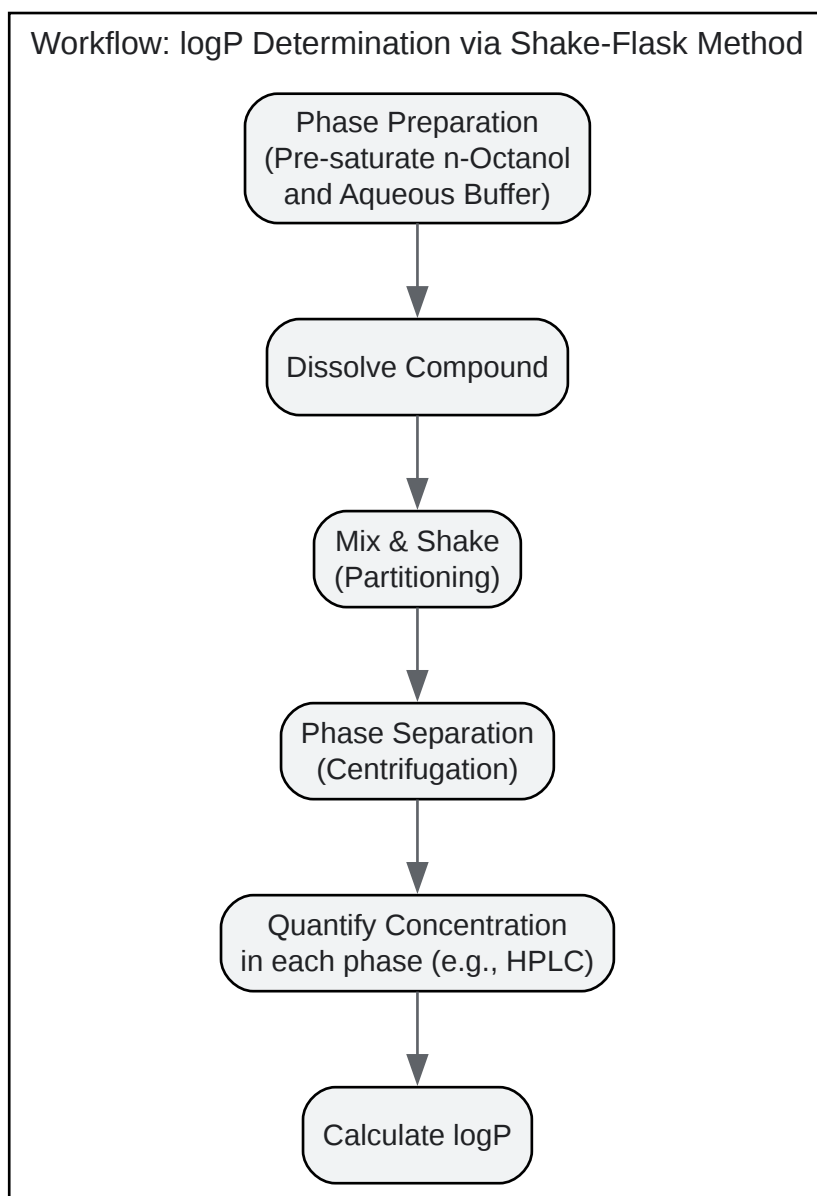 Workflow: logP Determination via Shake-Flask Method
Phase Preparation
(Pre-saturate n-Octanol
and Aqueous Buffer)
Dissolve Compound
Mix & Shake
(Partitioning)
Phase Separation
(Centrifugation)
Quantify Concentration
in each phase (e.g., HPLC)
Calculate logP